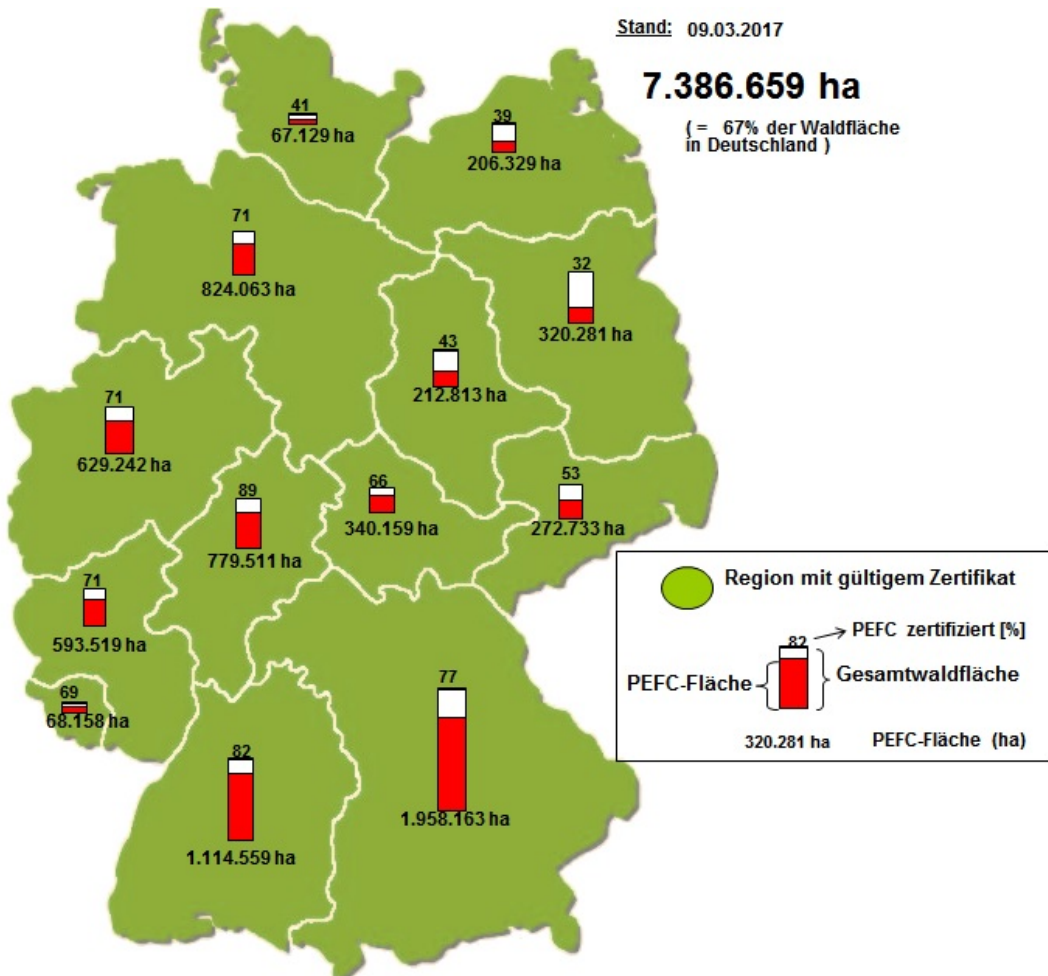 Stand: 09.03.2017
7.386.659 ha
( = 67% der Waldfläche
in Deutschland )
41
67.129 ha
39
206.329 ha
71
824.063 ha
32
320.281 ha
43
212.813 ha
71
629.242 ha
89
779.511 ha
66
340.159 ha
53
272.733 ha
71
593.519 ha
69
68.158 ha
82
1.114.559 ha
77
1.958.163 ha
Region mit gültigem Zertifikat
82
PEFC zertifiziert [%]
PEFC-Fläche
Gesamtwaldfläche
320.281 ha PEFC-Fläche (ha)